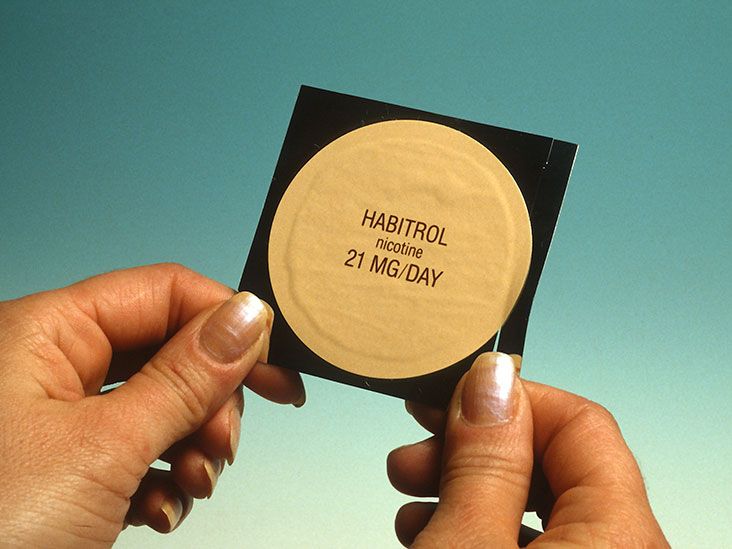 HABITROL
nicotine
21 MG/DAY